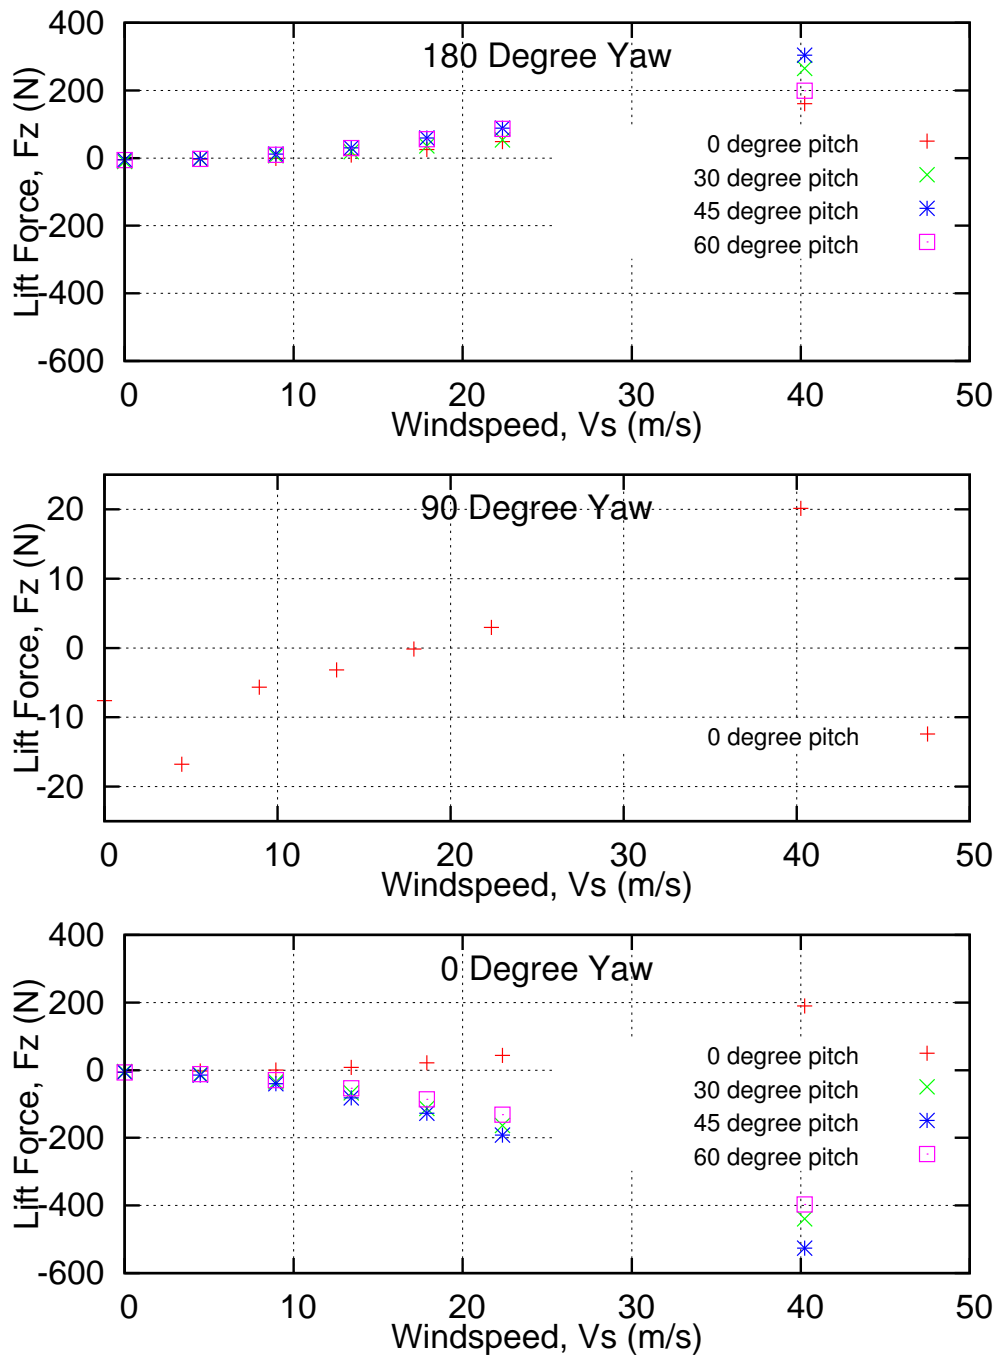 180 Degree Yaw
Lift Force, Fz (N)
400
200
0
-200
-400
-600
0 degree pitch
30 degree pitch
45 degree pitch
60 degree pitch
0 10 20 30 40 50
Windspeed, Vs (m/s)
90 Degree Yaw
Lift Force, Fz (N)
20
10
0
-10
-20
0 degree pitch
0 10 20 30 40 50
Windspeed, Vs (m/s)
0 Degree Yaw
Lift Force, Fz (N)
400
200
0
-200
-400
-600
0 degree pitch
30 degree pitch
45 degree pitch
60 degree pitch
0 10 20 30 40 50
Windspeed, Vs (m/s)